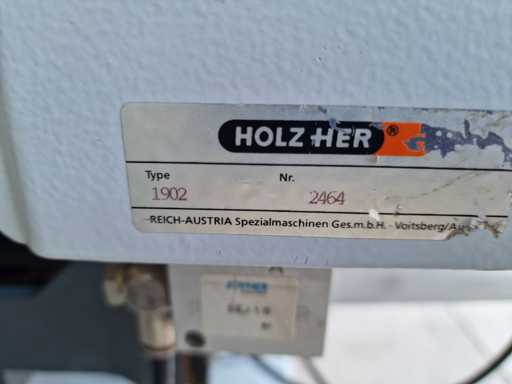 HOLZ HER®
Type Nr.
1902 2464
REICH-AUSTRIA Spezialmaschinen Ges.m.b.H. · Voitsberg/